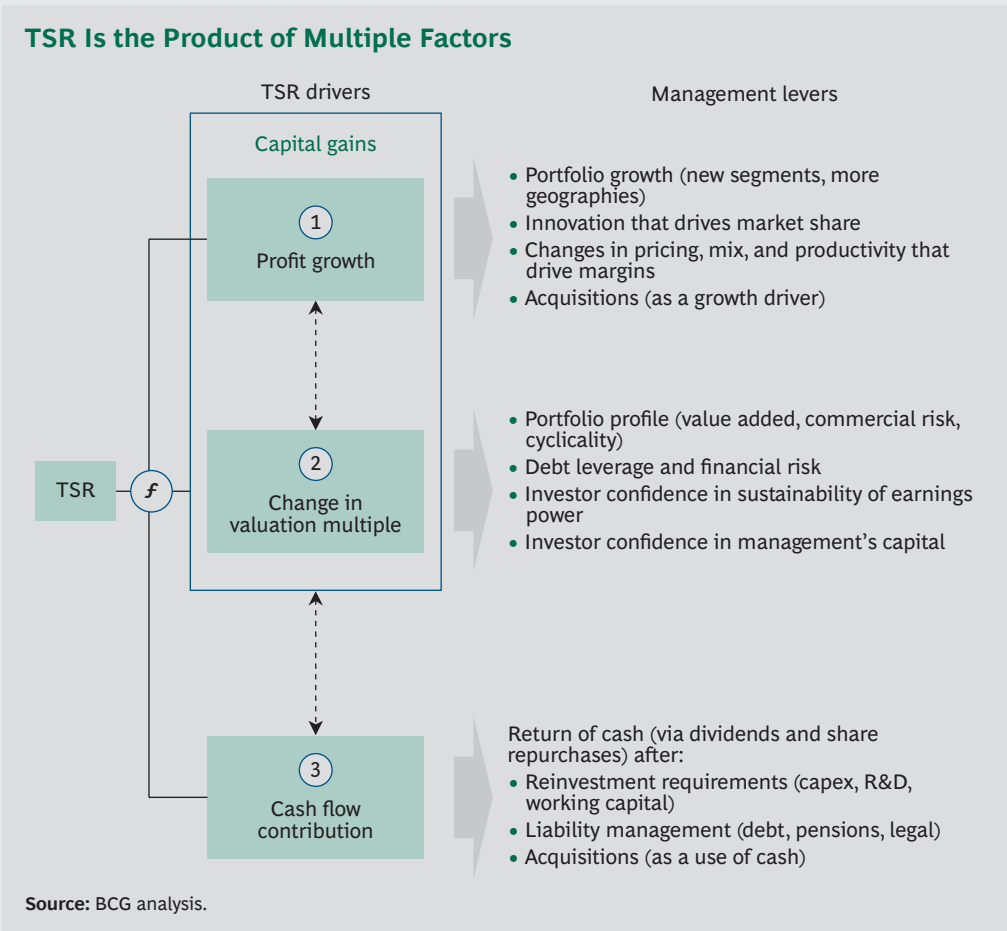 TSR Is the Product of Multiple Factors
TSR drivers
Management levers
Capital gains
1
Profit growth
• Portfolio growth (new segments, more
geographies)
• Innovation that drives market share
• Changes in pricing, mix, and productivity that
drive margins
• Acquisitions (as a growth driver)
TSR
f
2
Change in
valuation multiple
• Portfolio profile (value added, commercial risk,
cyclicality)
• Debt leverage and financial risk
• Investor confidence in sustainability of earnings
power
• Investor confidence in management’s capital
3
Cash flow
contribution
Return of cash (via dividends and share
repurchases) after:
• Reinvestment requirements (capex, R&D,
working capital)
• Liability management (debt, pensions, legal)
• Acquisitions (as a use of cash)
Source: BCG analysis.